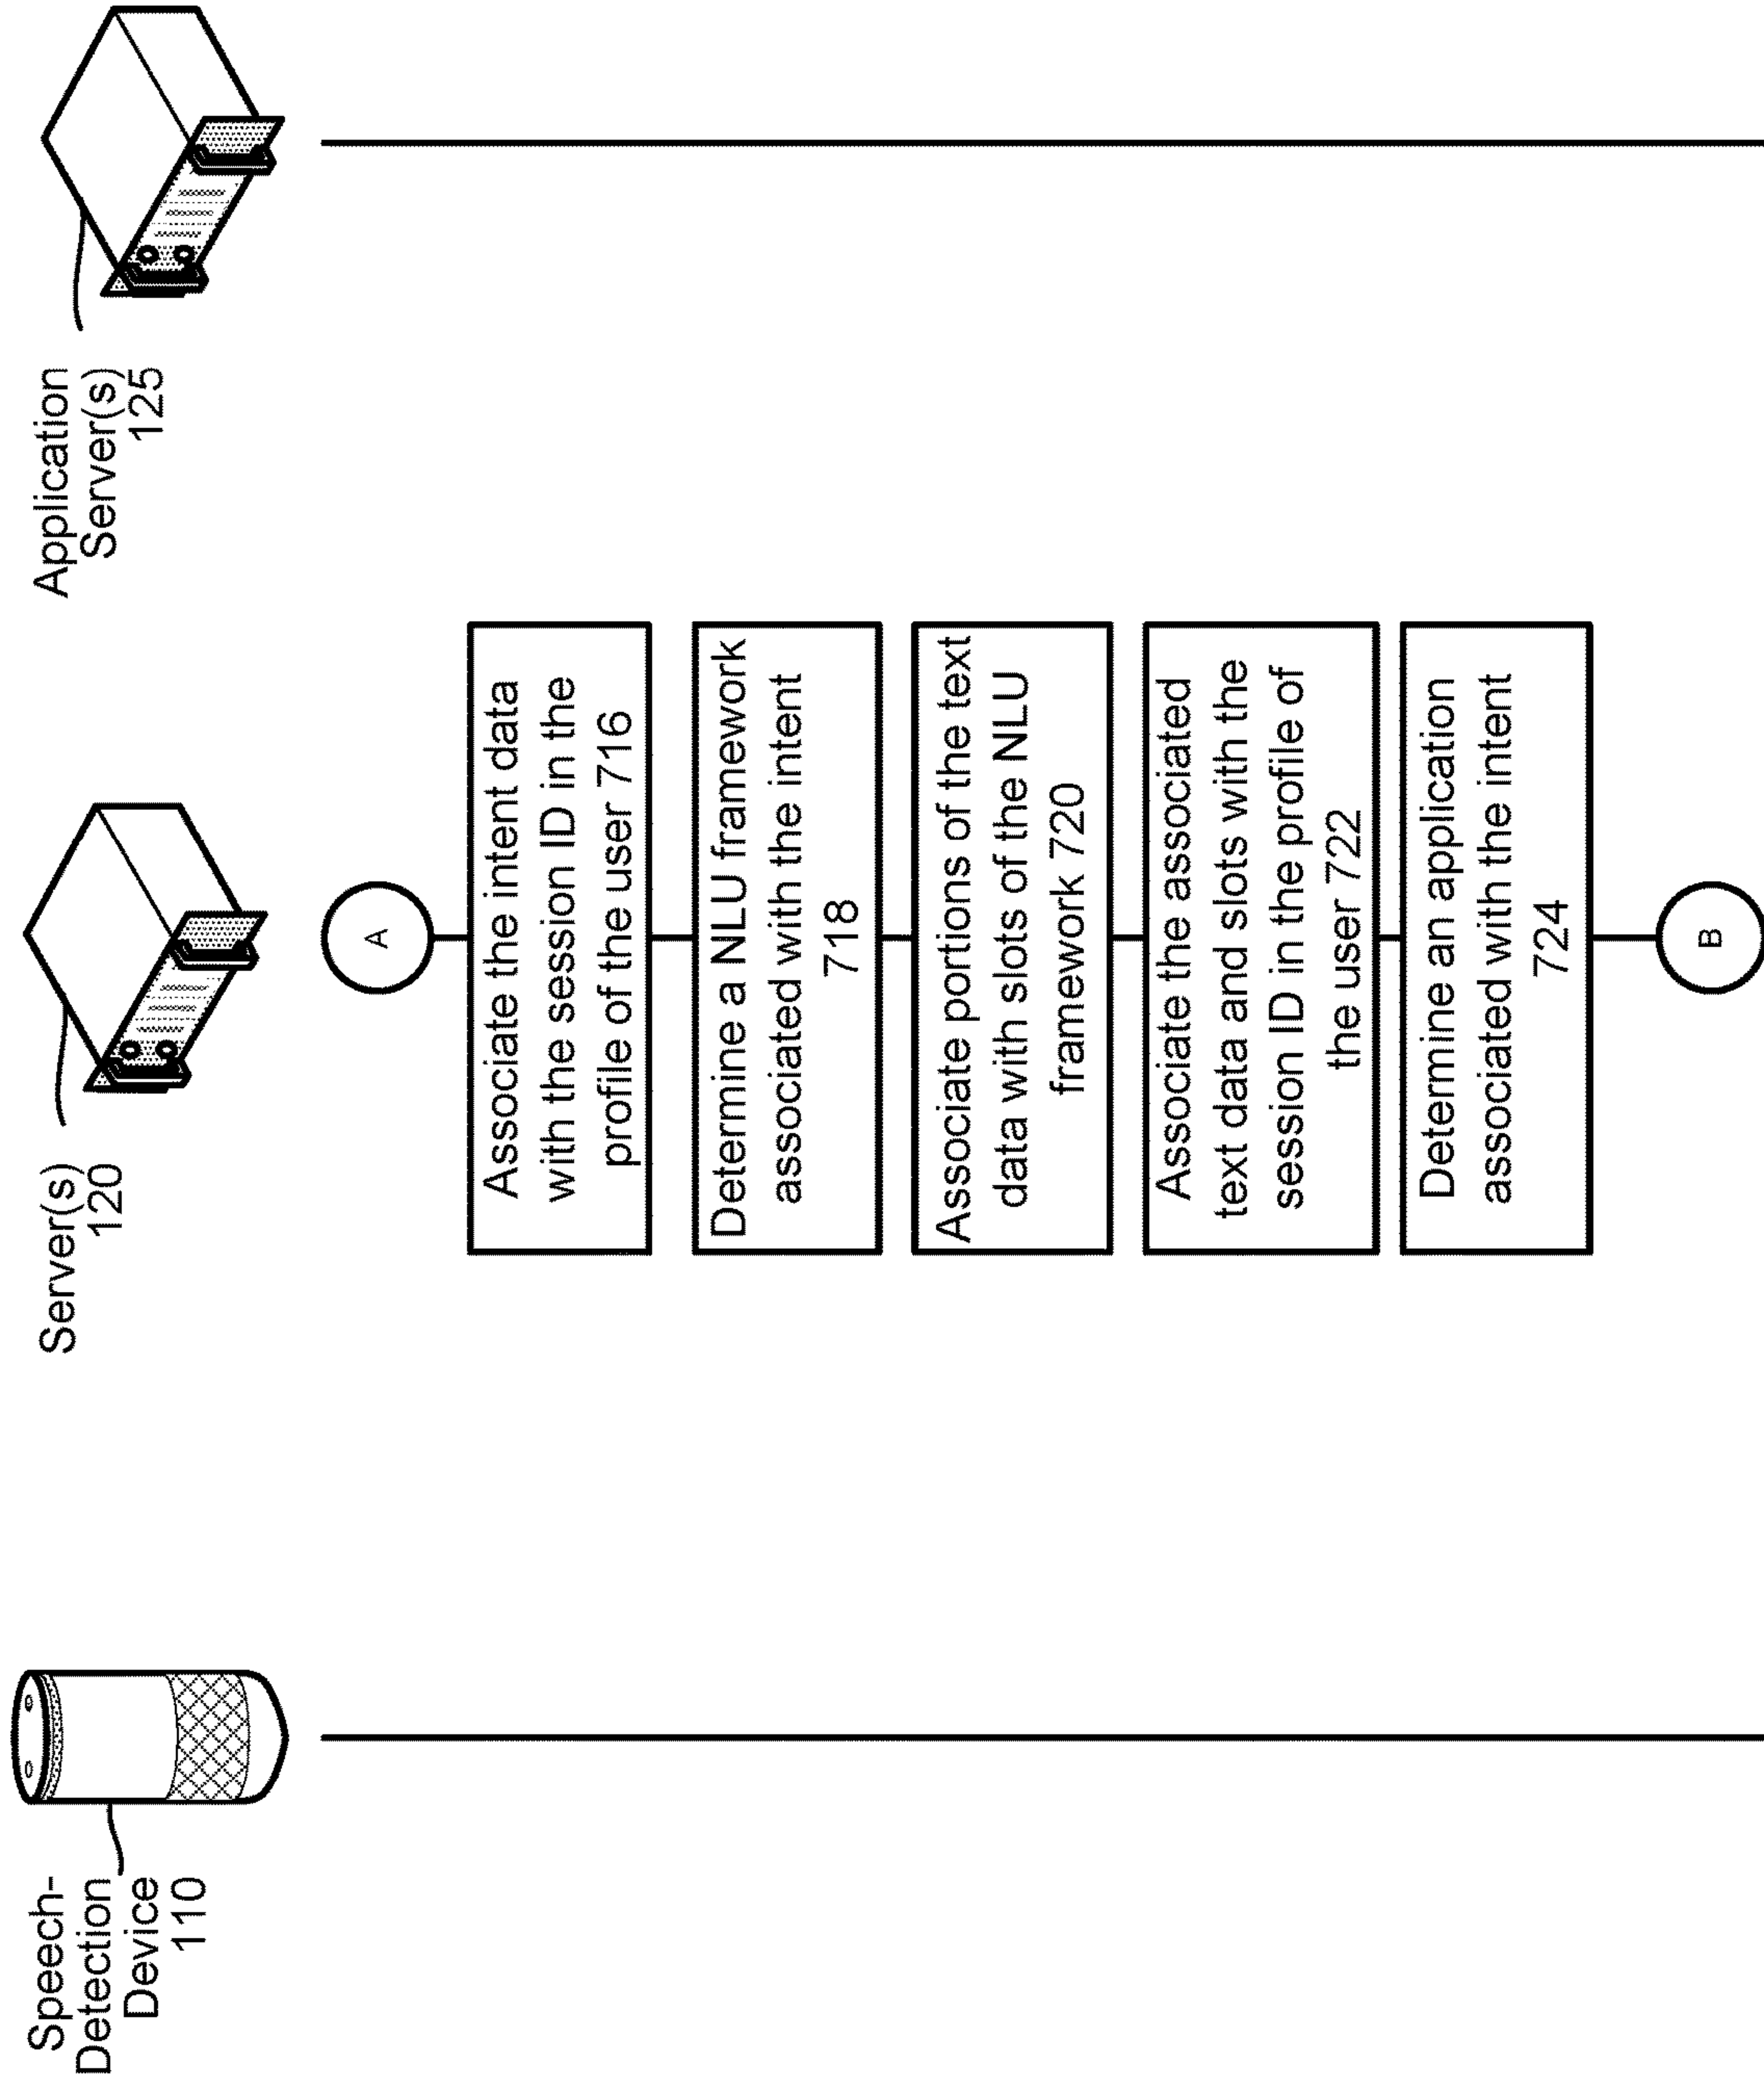 Speech-
Detection
Device
110
Server(s)
120
Application
Server(s)
125
A
Associate the intent data
with the session ID in the
profile of the user 716
Determine a NLU framework
associated with the intent
718
Associate portions of the text
data with slots of the NLU
framework 720
Associate the associated
text data and slots with the
session ID in the profile of
the user 722
Determine an application
associated with the intent
724
B